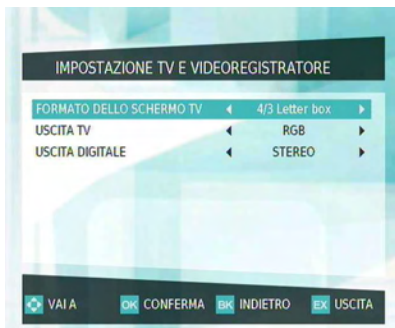 IMPOSTAZIONE TV E VIDEOREGISTRATORE
FORMATO DELLO SCHERMO TV 4/3 Letter box
USCITA TV RGB
USCITA DIGITALE STEREO
VAI A OK CONFERMA BK INDIETRO EX USCITA